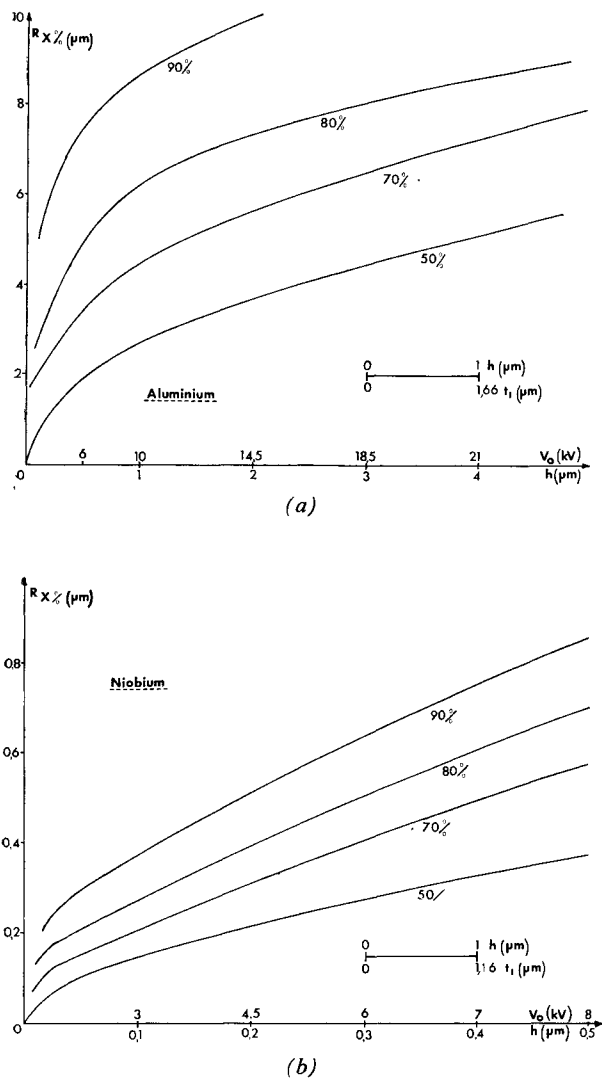 10 R X% (μm)
90%
8
80%
70%
6
50%
4
0 1 h (μm)
0 1,66 t₁ (μm)
2
Aluminium
6 10 14,5 18,5 21 V₀ (kV)
0 1 2 3 4 h(μm)
(a)
R X% (μm)
Niobium
0,8
90%
0,6
80%
70%
0,4
50/
0,2
0 1 h (μm)
0 1,16 t₁ (μm)
3 4,5 6 7 V₀ (kV) 8
0 0,1 0,2 0,3 0,4 h(μm) 0,5
(b)